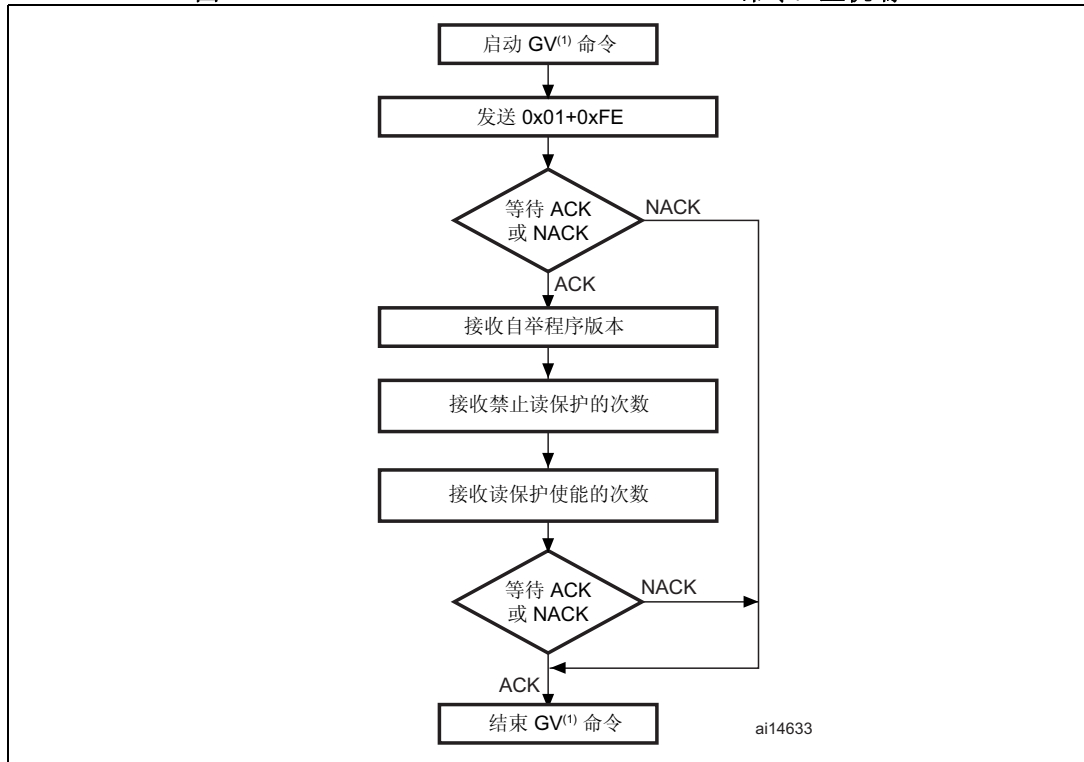 启动 GV(1) 命令
发送 0x01+0xFE
等待 ACK
或 NACK
NACK
ACK
接收自举程序版本
接收禁止读保护的次数
接收读保护使能的次数
等待 ACK
或 NACK
NACK
ACK
结束 GV(1) 命令
ai14633